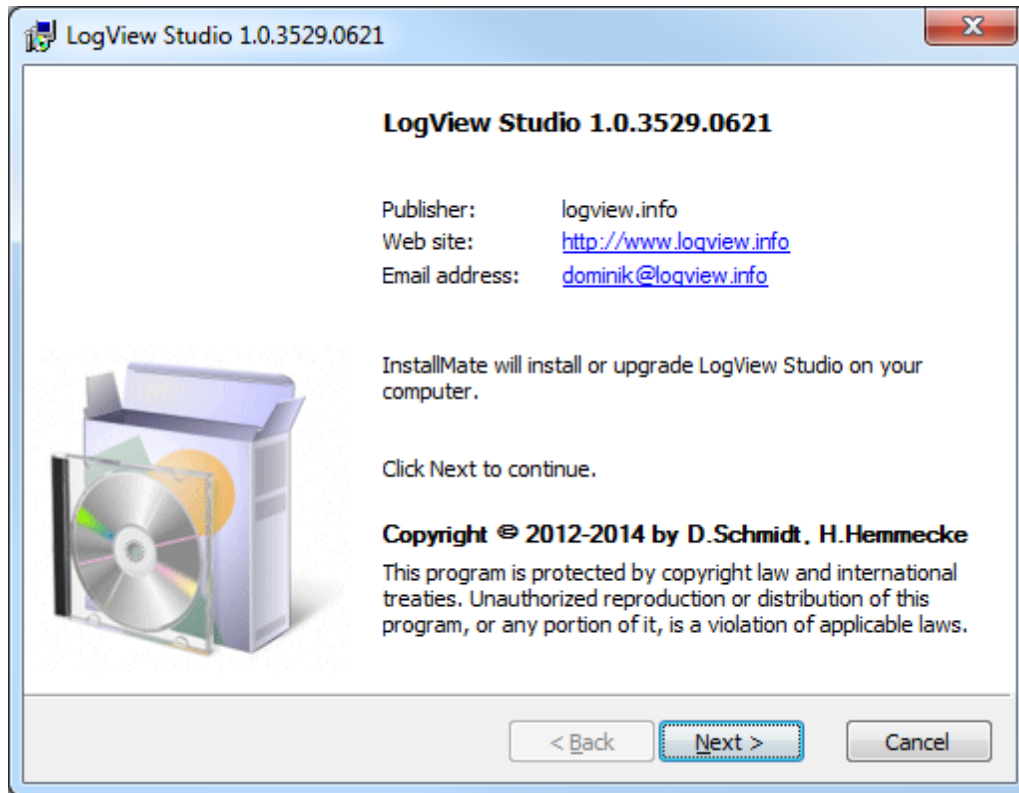 LogView Studio 1.0.3529.0621
LogView Studio 1.0.3529.0621
Publisher: logview.info
Web site: http://www.logview.info
Email address: dominik@logview.info
InstallMate will install or upgrade LogView Studio on your
computer.
Click Next to continue.
Copyright © 2012-2014 by D.Schmidt, H.Hemmecke
This program is protected by copyright law and international
treaties. Unauthorized reproduction or distribution of this
program, or any portion of it, is a violation of applicable laws.
< Back Next > Cancel